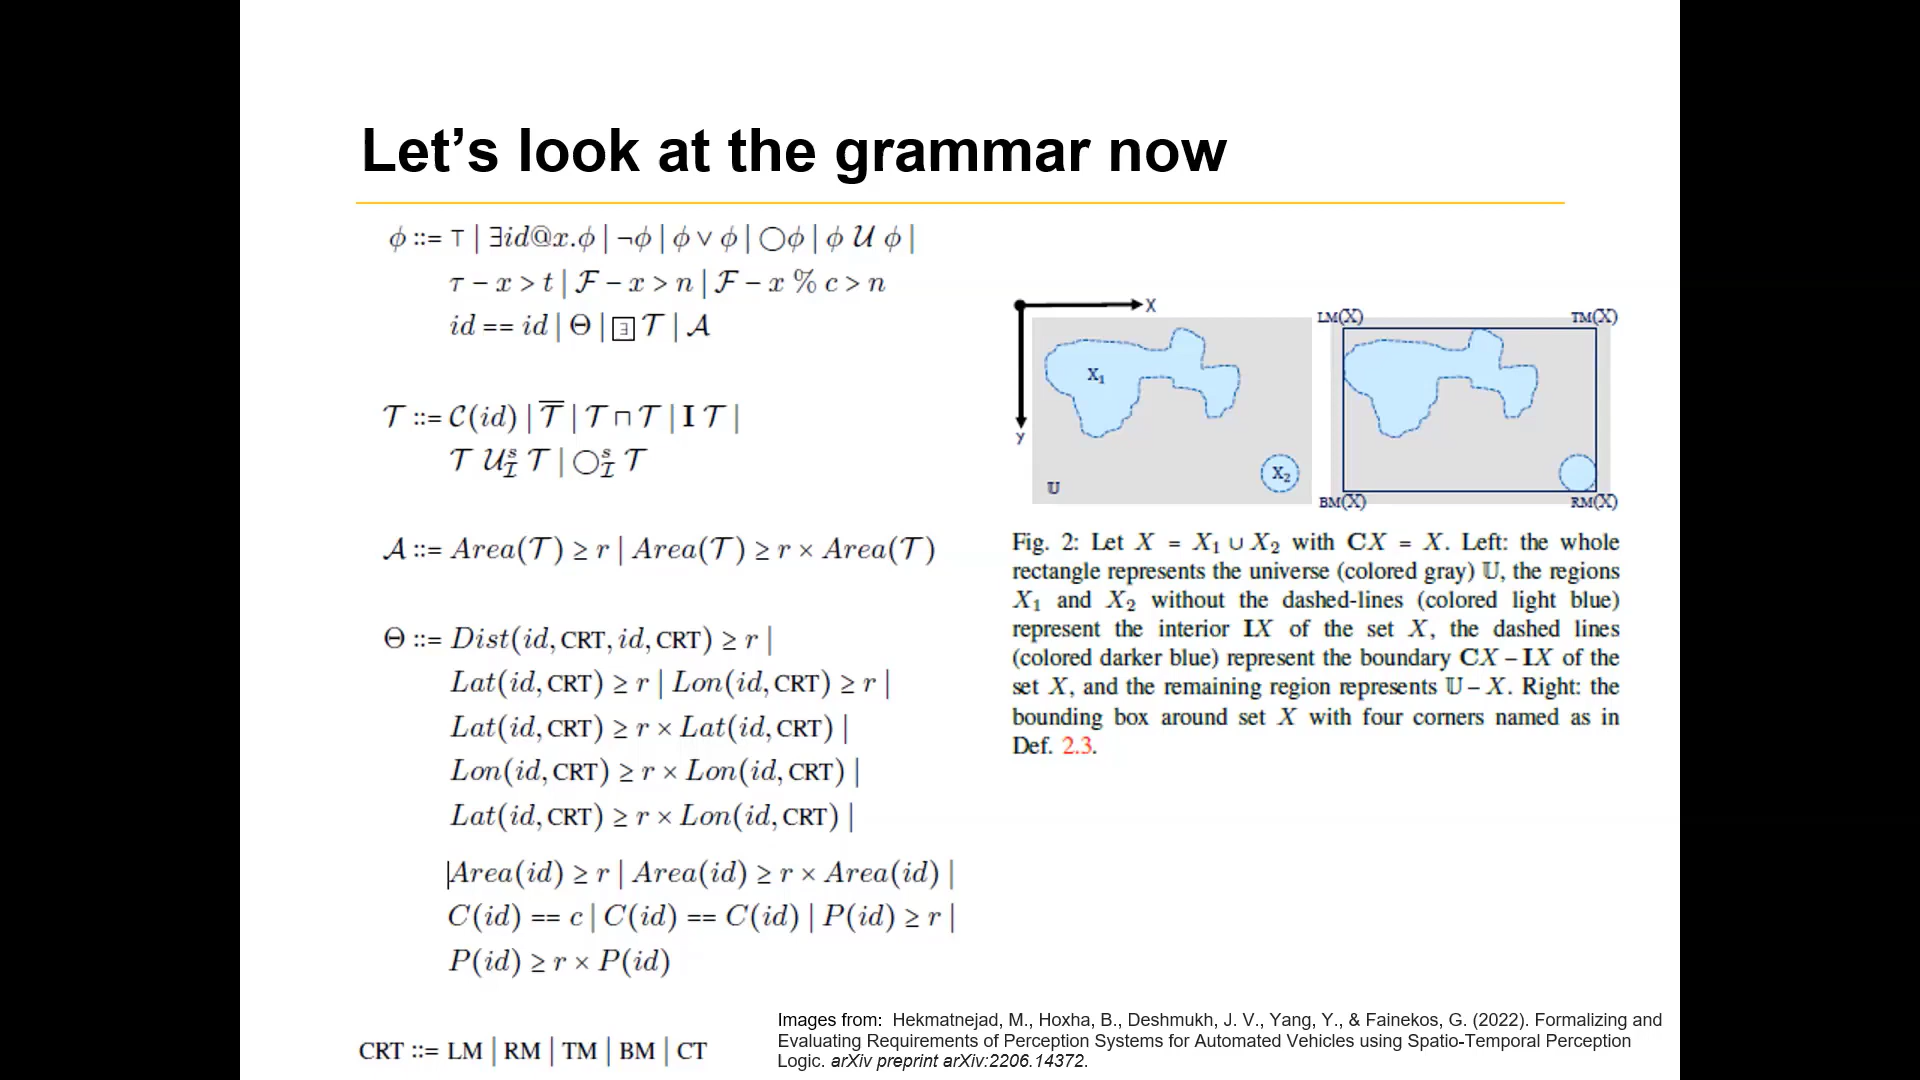 Let's look at the grammar now
ϕ ::= ⊤ | ∃id@x.ϕ | ¬ϕ | ϕ ∨ ϕ | ◯ϕ | ϕ 𝒰 ϕ |
τ − x > t | ℱ − x > n | ℱ − x % c > n
id == id | Θ | ⊡∃ 𝒯 | 𝒜
𝒯 ::= 𝒞(id) | 𝒯̅ | 𝒯 ⊓ 𝒯 | I 𝒯 |
𝒯 𝒰ˢ_ℐ 𝒯 | ◯ˢ_ℐ 𝒯
𝒜 ::= Area(𝒯) ≥ r | Area(𝒯) ≥ r × Area(𝒯)
Θ ::= Dist(id, CRT, id, CRT) ≥ r |
Lat(id, CRT) ≥ r | Lon(id, CRT) ≥ r |
Lat(id, CRT) ≥ r × Lat(id, CRT) |
Lon(id, CRT) ≥ r × Lon(id, CRT) |
Lat(id, CRT) ≥ r × Lon(id, CRT) |
|Area(id) ≥ r | Area(id) ≥ r × Area(id) |
C(id) == c | C(id) == C(id) | P(id) ≥ r |
P(id) ≥ r × P(id)
CRT ::= LM | RM | TM | BM | CT
X
y
X₁
X₂
𝕌
LM(X)
TM(X)
BM(X)
RM(X)
Fig. 2: Let X = X₁ ∪ X₂ with CX = X. Left: the whole
rectangle represents the universe (colored gray) 𝕌, the regions
X₁ and X₂ without the dashed-lines (colored light blue)
represent the interior IX of the set X, the dashed lines
(colored darker blue) represent the boundary CX − IX of the
set X, and the remaining region represents 𝕌 − X. Right: the
bounding box around set X with four corners named as in
Def. 2.3.
Images from: Hekmatnejad, M., Hoxha, B., Deshmukh, J. V., Yang, Y., & Fainekos, G. (2022). Formalizing and
Evaluating Requirements of Perception Systems for Automated Vehicles using Spatio-Temporal Perception
Logic. arXiv preprint arXiv:2206.14372.